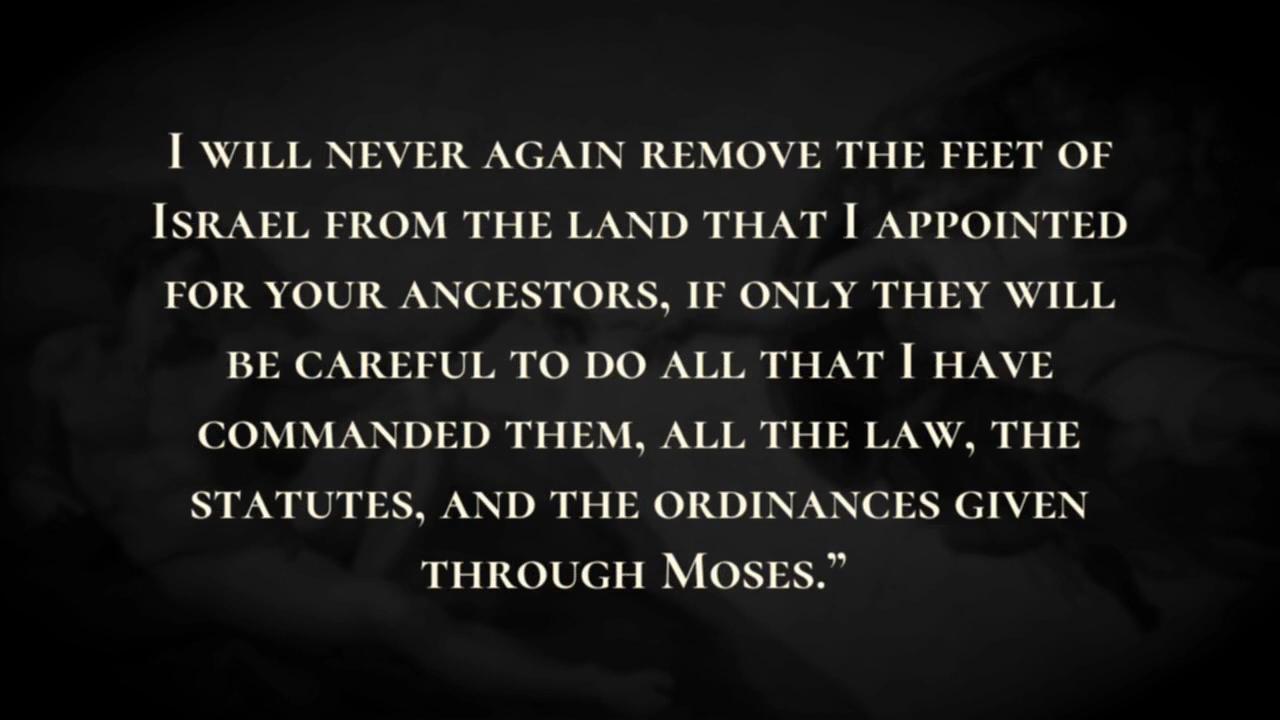 I will never again remove the feet of
Israel from the land that I appointed
for your ancestors, if only they will
be careful to do all that I have
commanded them, all the law, the
statutes, and the ordinances given
through Moses.”